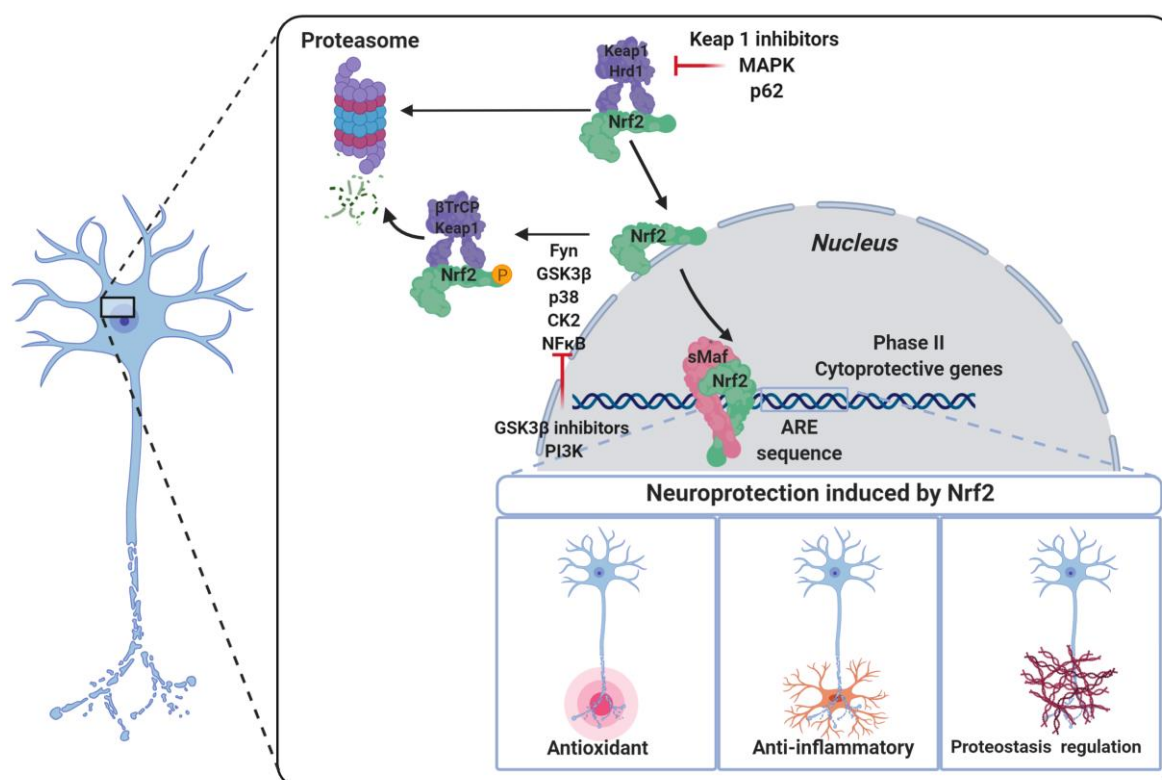 Proteasome
Keap1
Hrd1
Nrf2
Keap 1 inhibitors
MAPK
p62
βTrCP
Keap1
Nrf2
P
Fyn
GSK3β
p38
CK2
NFκB
GSK3β inhibitors
PI3K
Nrf2
Nucleus
sMaf
Nrf2
Phase II
Cytoprotective genes
ARE
sequence
Neuroprotection induced by Nrf2
Antioxidant
Anti-inflammatory
Proteostasis regulation